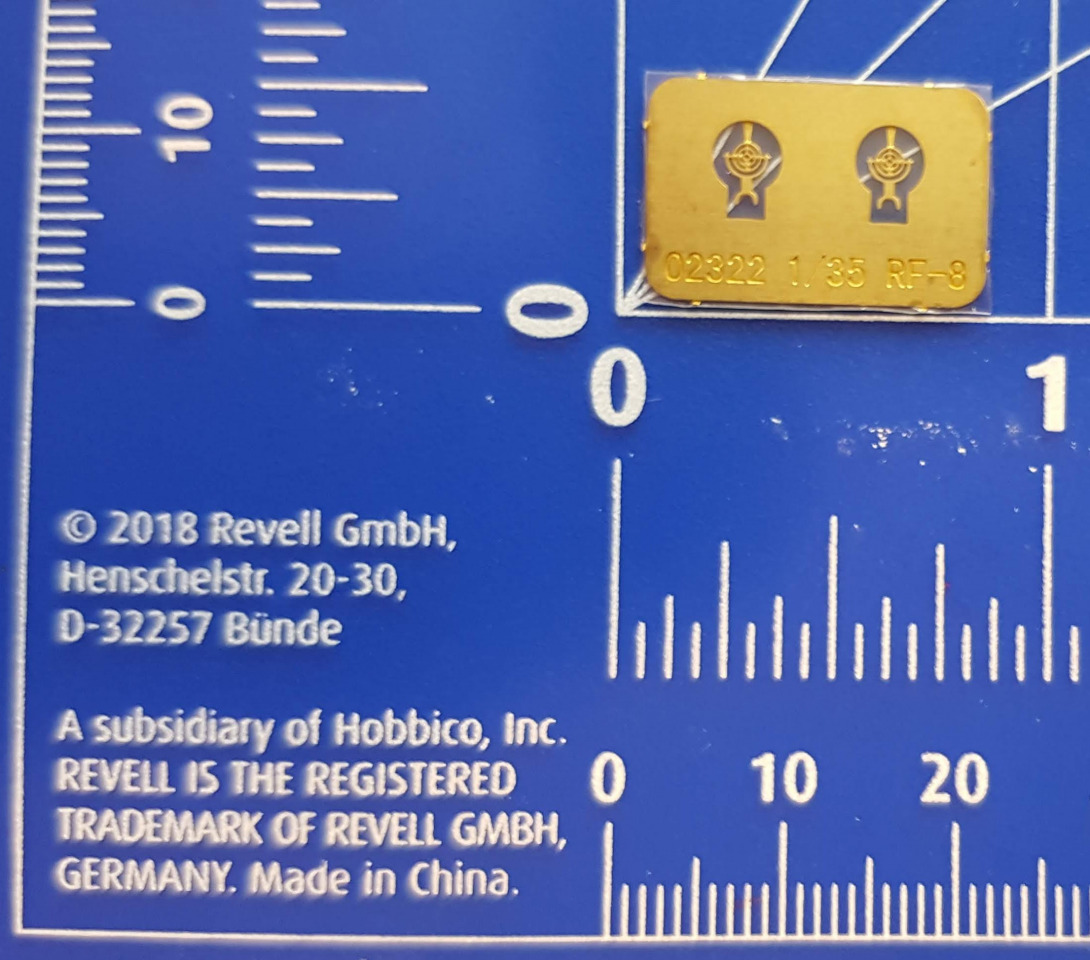 10
0
0
02322 1/35 RF-8
0 1
© 2018 Revell GmbH,
Henschelstr. 20-30,
D-32257 Bünde
A subsidiary of Hobbico, Inc.
REVELL IS THE REGISTERED
TRADEMARK OF REVELL GMBH,
GERMANY. Made in China.
0 10 20